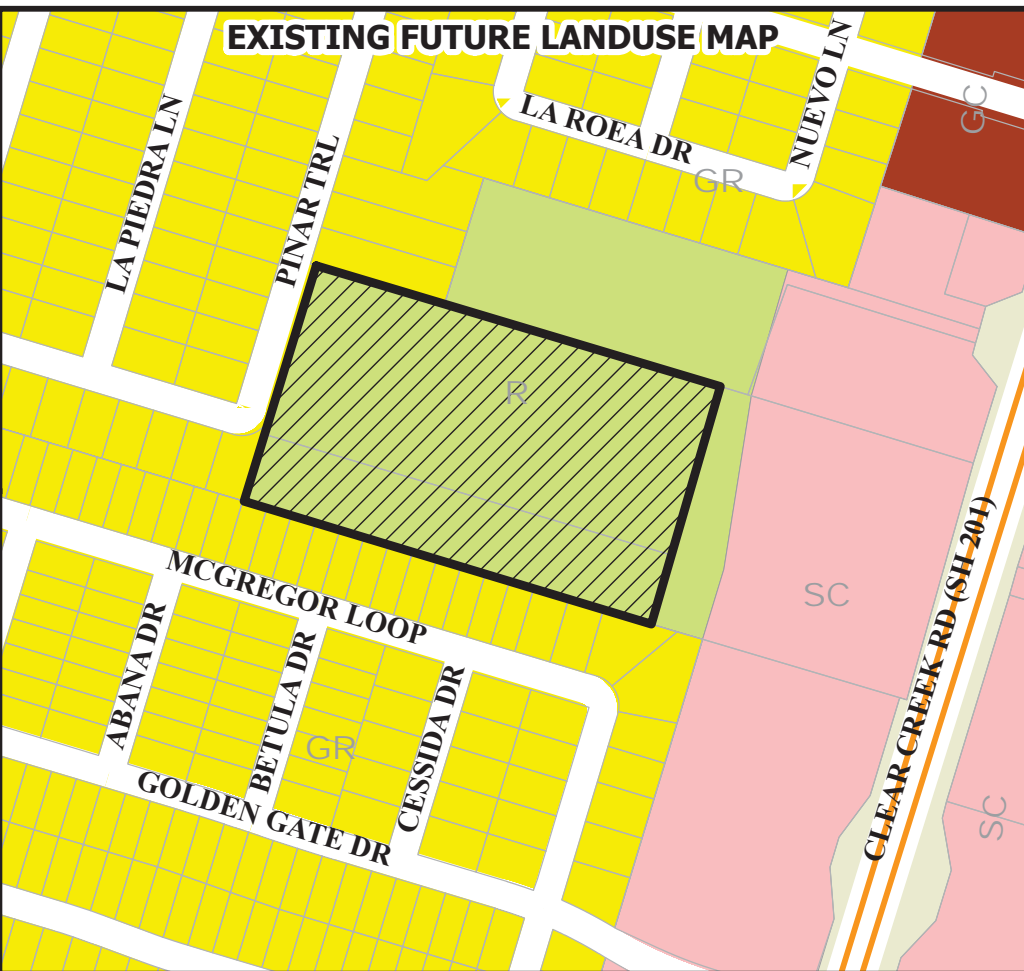 EXISTING FUTURE LANDUSE MAP
NUEVO LN
GC
LA PIEDRA LN
LA ROEA DR
PINAR TRL
GR
R
SC
CLEAR CREEK RD (SH 201)
MCGREGOR LOOP
ABANA DR
BETULA DR
CESSIDA DR
GR
GOLDEN GATE DR
SC